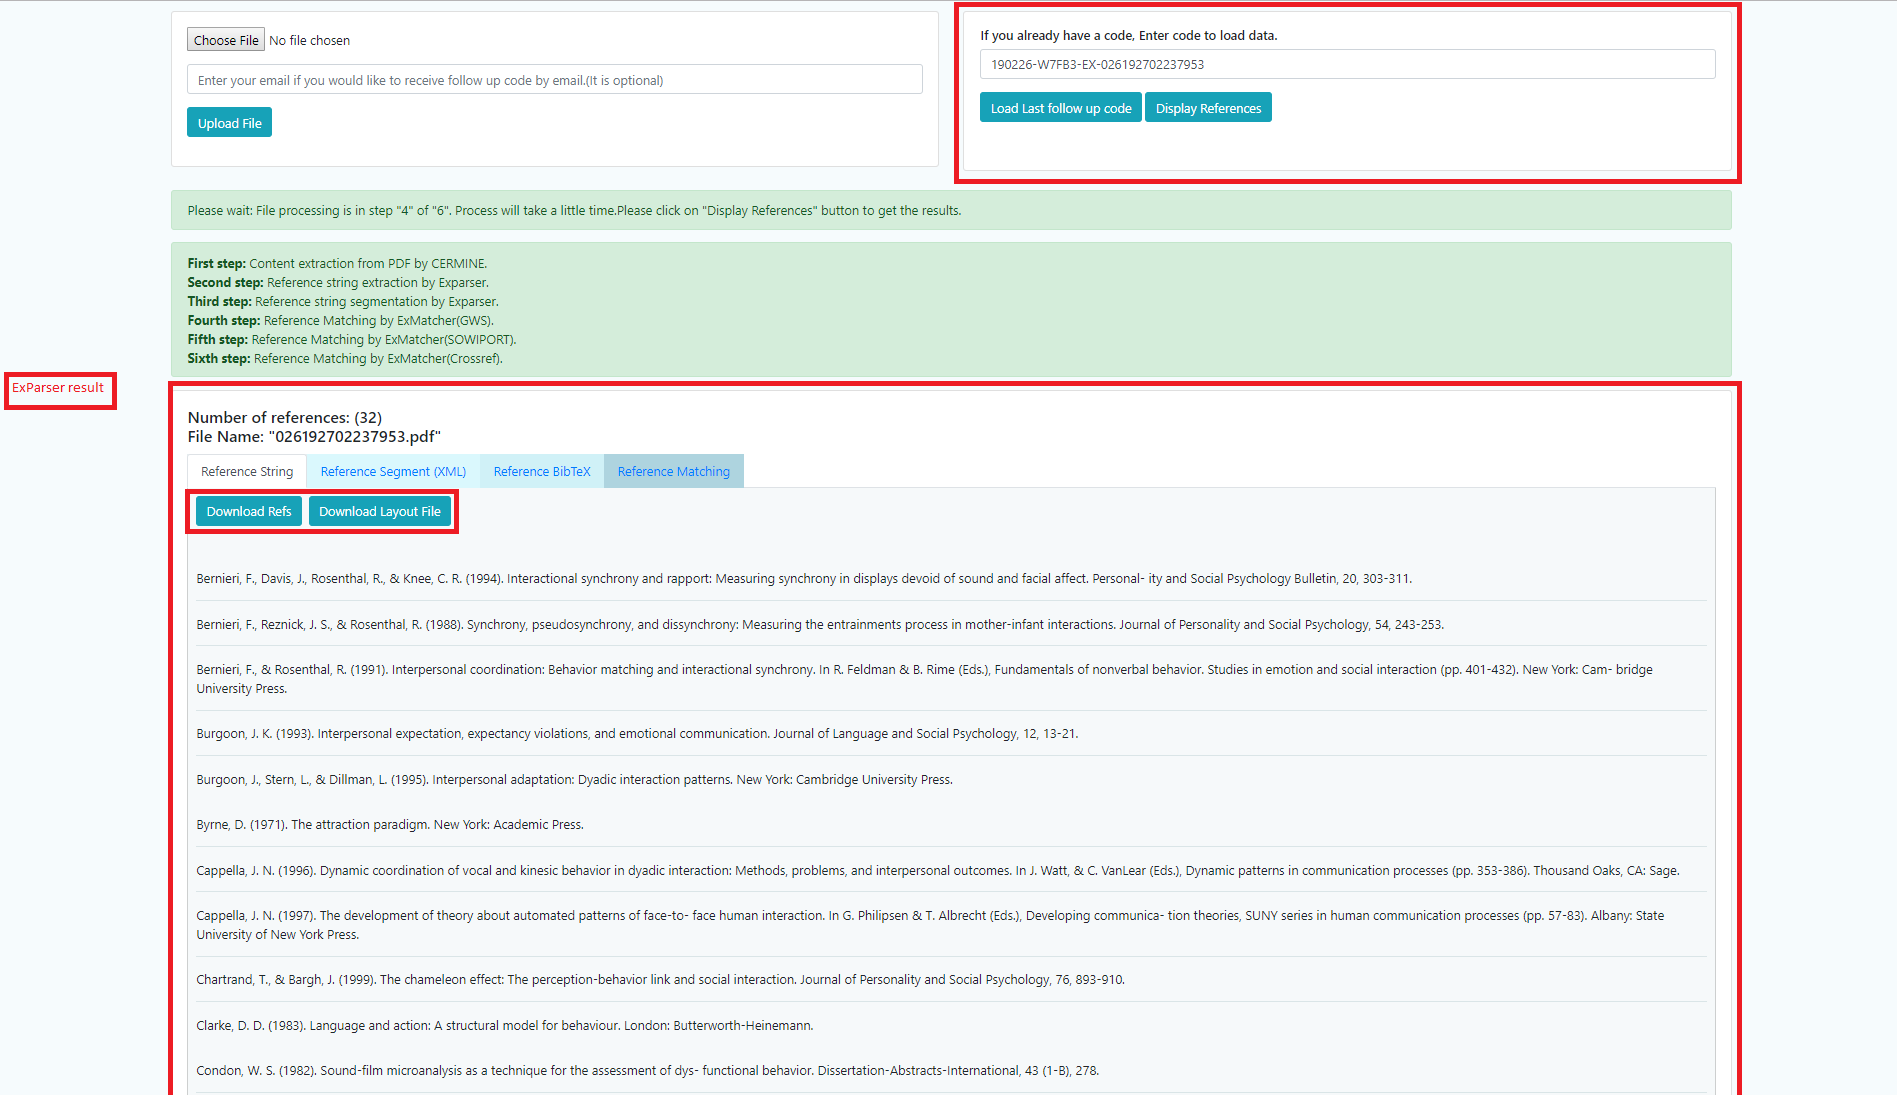 Choose File No file chosen
Enter your email if you would like to receive follow up code by email.(It is optional)
Upload File
If you already have a code, Enter code to load data.
190226-W7FB3-EX-026192702237953
Load Last follow up code Display References
Please wait: File processing is in step "4" of "6". Process will take a little time.Please click on "Display References" button to get the results.
First step: Content extraction from PDF by CERMINE.
Second step: Reference string extraction by Exparser.
Third step: Reference string segmentation by Exparser.
Fourth step: Reference Matching by ExMatcher(GWS).
Fifth step: Reference Matching by ExMatcher(SOWIPORT).
Sixth step: Reference Matching by ExMatcher(Crossref).
ExParser result
Number of references: (32)
File Name: "026192702237953.pdf"
Reference String Reference Segment (XML) Reference BibTeX Reference Matching
Download Refs Download Layout File
Bernieri, F., Davis, J., Rosenthal, R., & Knee, C. R. (1994). Interactional synchrony and rapport: Measuring synchrony in displays devoid of sound and facial affect. Personal- ity and Social Psychology Bulletin, 20, 303-311.
Bernieri, F., Reznick, J. S., & Rosenthal, R. (1988). Synchrony, pseudosynchrony, and dissynchrony: Measuring the entrainments process in mother-infant interactions. Journal of Personality and Social Psychology, 54, 243-253.
Bernieri, F., & Rosenthal, R. (1991). Interpersonal coordination: Behavior matching and interactional synchrony. In R. Feldman & B. Rime (Eds.), Fundamentals of nonverbal behavior. Studies in emotion and social interaction (pp. 401-432). New York: Cam- bridge
University Press.
Burgoon, J. K. (1993). Interpersonal expectation, expectancy violations, and emotional communication. Journal of Language and Social Psychology, 12, 13-21.
Burgoon, J., Stern, L., & Dillman, L. (1995). Interpersonal adaptation: Dyadic interaction patterns. New York: Cambridge University Press.
Byrne, D. (1971). The attraction paradigm. New York: Academic Press.
Cappella, J. N. (1996). Dynamic coordination of vocal and kinesic behavior in dyadic interaction: Methods, problems, and interpersonal outcomes. In J. Watt, & C. VanLear (Eds.), Dynamic patterns in communication processes (pp. 353-386). Thousand Oaks, CA: Sage.
Cappella, J. N. (1997). The development of theory about automated patterns of face-to- face human interaction. In G. Philipsen & T. Albrecht (Eds.), Developing communica- tion theories, SUNY series in human communication processes (pp. 57-83). Albany: State
University of New York Press.
Chartrand, T., & Bargh, J. (1999). The chameleon effect: The perception-behavior link and social interaction. Journal of Personality and Social Psychology, 76, 893-910.
Clarke, D. D. (1983). Language and action: A structural model for behaviour. London: Butterworth-Heinemann.
Condon, W. S. (1982). Sound-film microanalysis as a technique for the assessment of dys- functional behavior. Dissertation-Abstracts-International, 43 (1-B), 278.